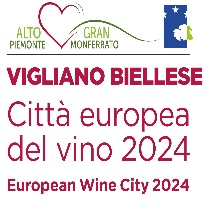 ALTO GRAN
PIEMONTE MONFERRATO
VIGLIANO BIELLESE
Città europea
del vino 2024
European Wine City 2024